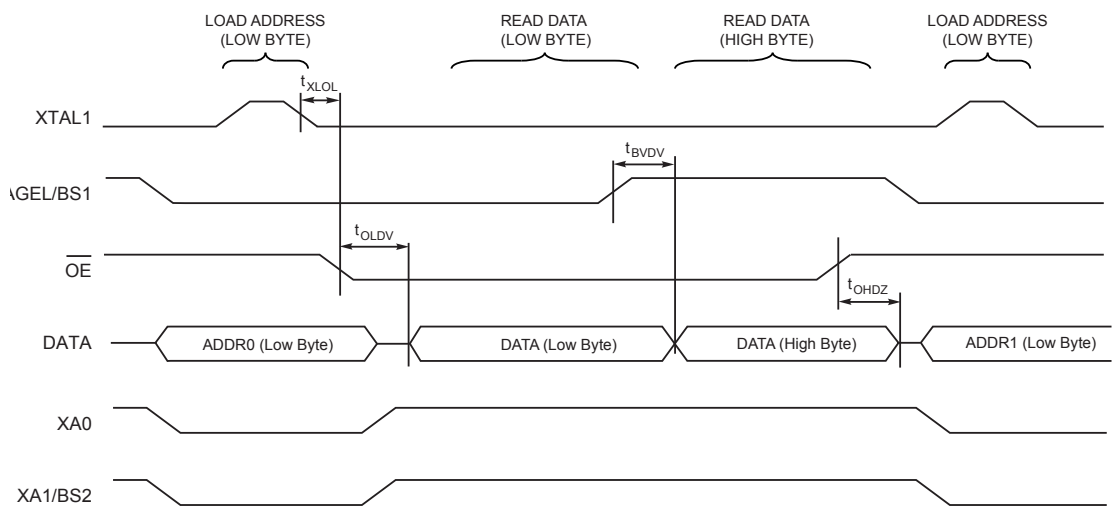 LOAD ADDRESS
(LOW BYTE)
READ DATA
(LOW BYTE)
READ DATA
(HIGH BYTE)
LOAD ADDRESS
(LOW BYTE)
tXLOL
XTAL1
tBVDV
AGEL/BS1
tOLDV
OE
tOHDZ
DATA
ADDR0 (Low Byte)
DATA (Low Byte)
DATA (High Byte)
ADDR1 (Low Byte)
XA0
XA1/BS2